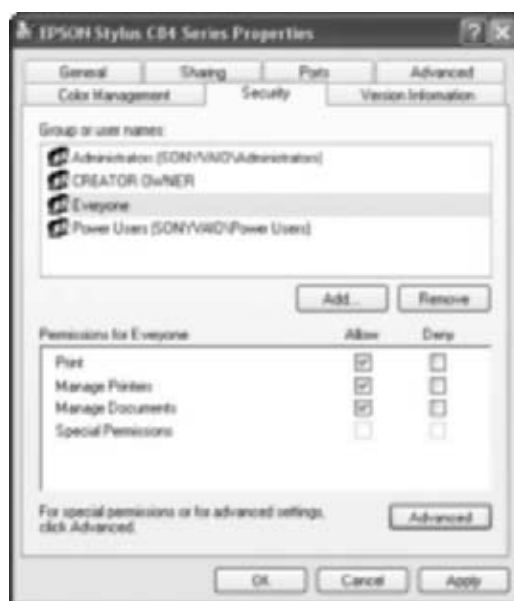 EPSON Stylus C84 Series Properties
General Sharing Ports Advanced
Color Management Security Version Information
Group or user names:
Administrators (SONYVAIO\Administrators)
CREATOR OWNER
Everyone
Power Users (SONYVAIO\Power Users)
Add... Remove
Permissions for Everyone Allow Deny
Print
Manage Printers
Manage Documents
Special Permissions
For special permissions or for advanced settings,
click Advanced.
Advanced
OK Cancel Apply